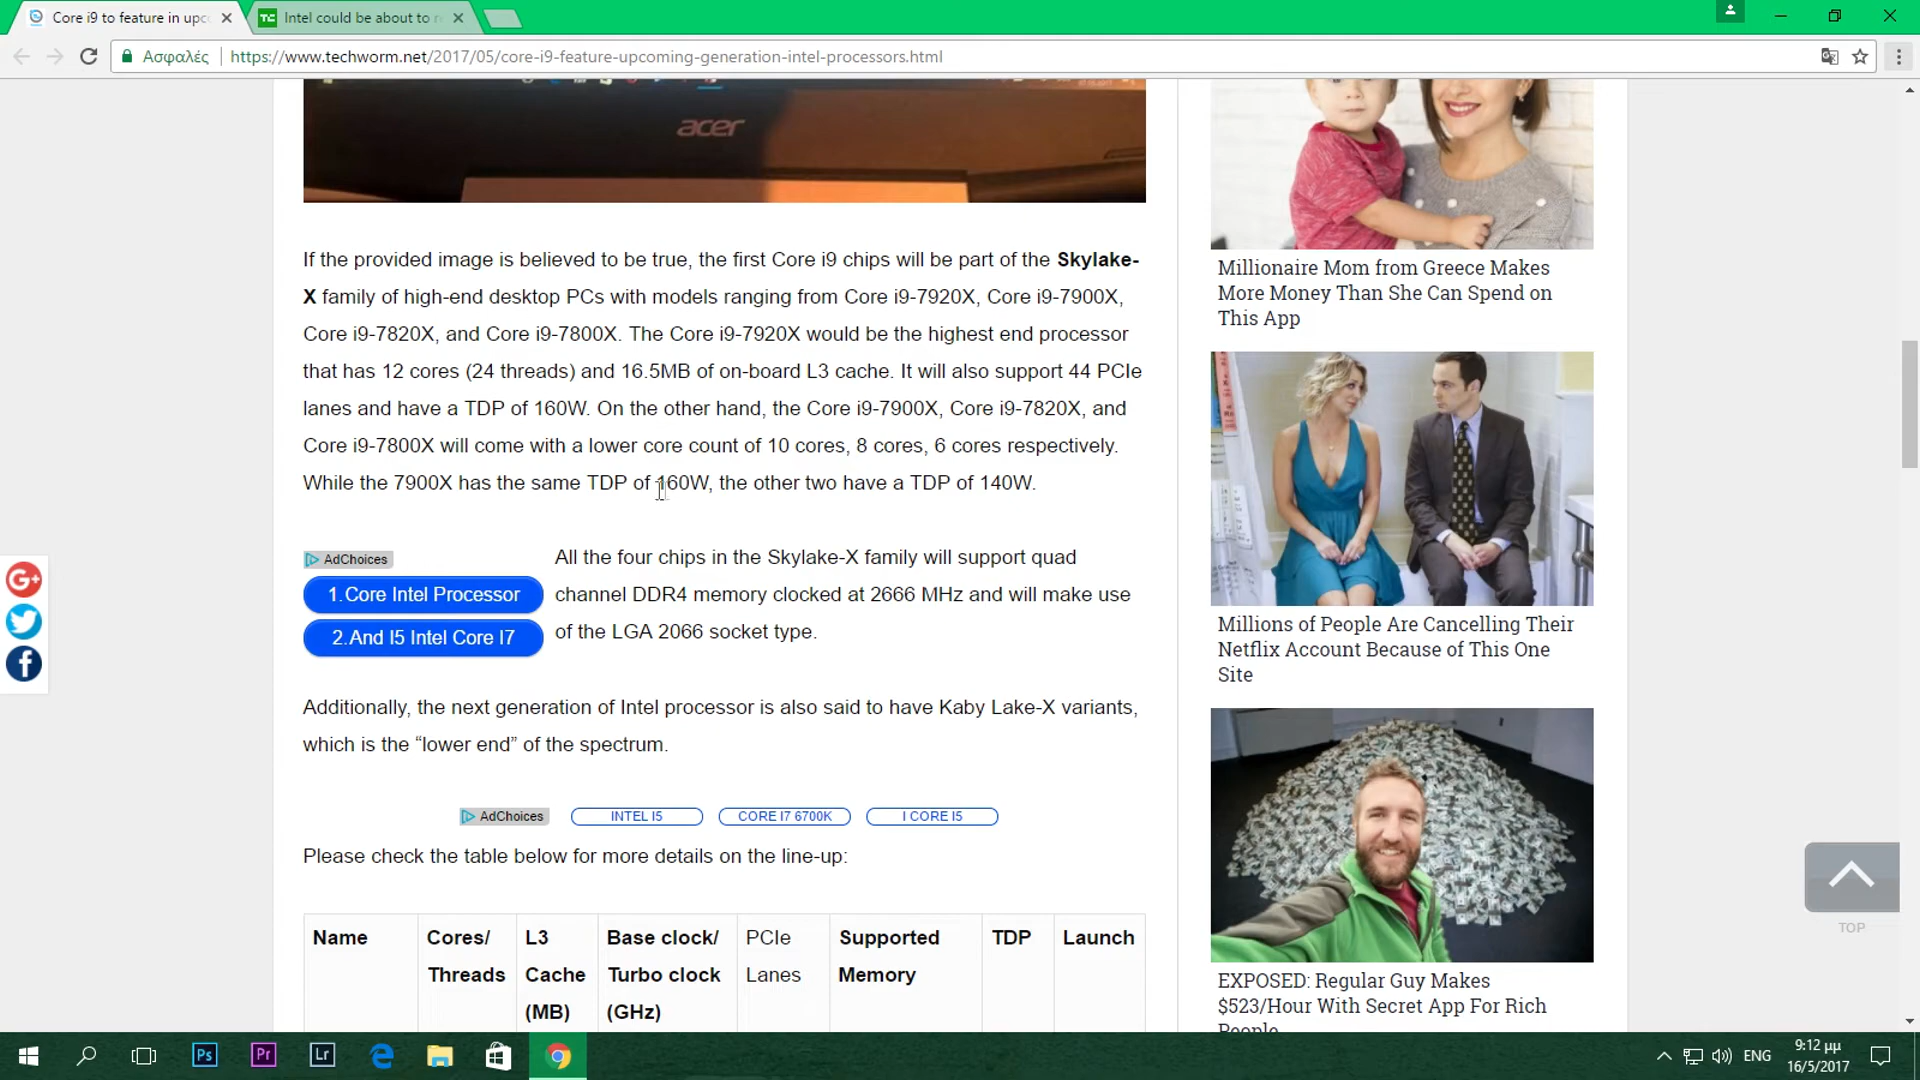 Core i9 to feature in upc
Intel could be about to r
Ασφαλές
https://www.techworm.net/2017/05/core-i9-feature-upcoming-generation-intel-processors.html
acer
If the provided image is believed to be true, the first Core i9 chips will be part of the Skylake-
X family of high-end desktop PCs with models ranging from Core i9-7920X, Core i9-7900X,
Core i9-7820X, and Core i9-7800X. The Core i9-7920X would be the highest end processor
that has 12 cores (24 threads) and 16.5MB of on-board L3 cache. It will also support 44 PCIe
lanes and have a TDP of 160W. On the other hand, the Core i9-7900X, Core i9-7820X, and
Core i9-7800X will come with a lower core count of 10 cores, 8 cores, 6 cores respectively.
While the 7900X has the same TDP of 160W, the other two have a TDP of 140W.
AdChoices
1.Core Intel Processor
2.And I5 Intel Core I7
All the four chips in the Skylake-X family will support quad
channel DDR4 memory clocked at 2666 MHz and will make use
of the LGA 2066 socket type.
Additionally, the next generation of Intel processor is also said to have Kaby Lake-X variants,
which is the “lower end” of the spectrum.
AdChoices
INTEL I5
CORE I7 6700K
I CORE I5
Please check the table below for more details on the line-up:
Name
Cores/
Threads
L3
Cache
(MB)
Base clock/
Turbo clock
(GHz)
PCIe
Lanes
Supported
Memory
TDP
Launch
Millionaire Mom from Greece Makes
More Money Than She Can Spend on
This App
Millions of People Are Cancelling Their
Netflix Account Because of This One
Site
EXPOSED: Regular Guy Makes
$523/Hour With Secret App For Rich
People
TOP
G+
Ps
Pr
Lr
ENG
9:12 μμ
16/5/2017